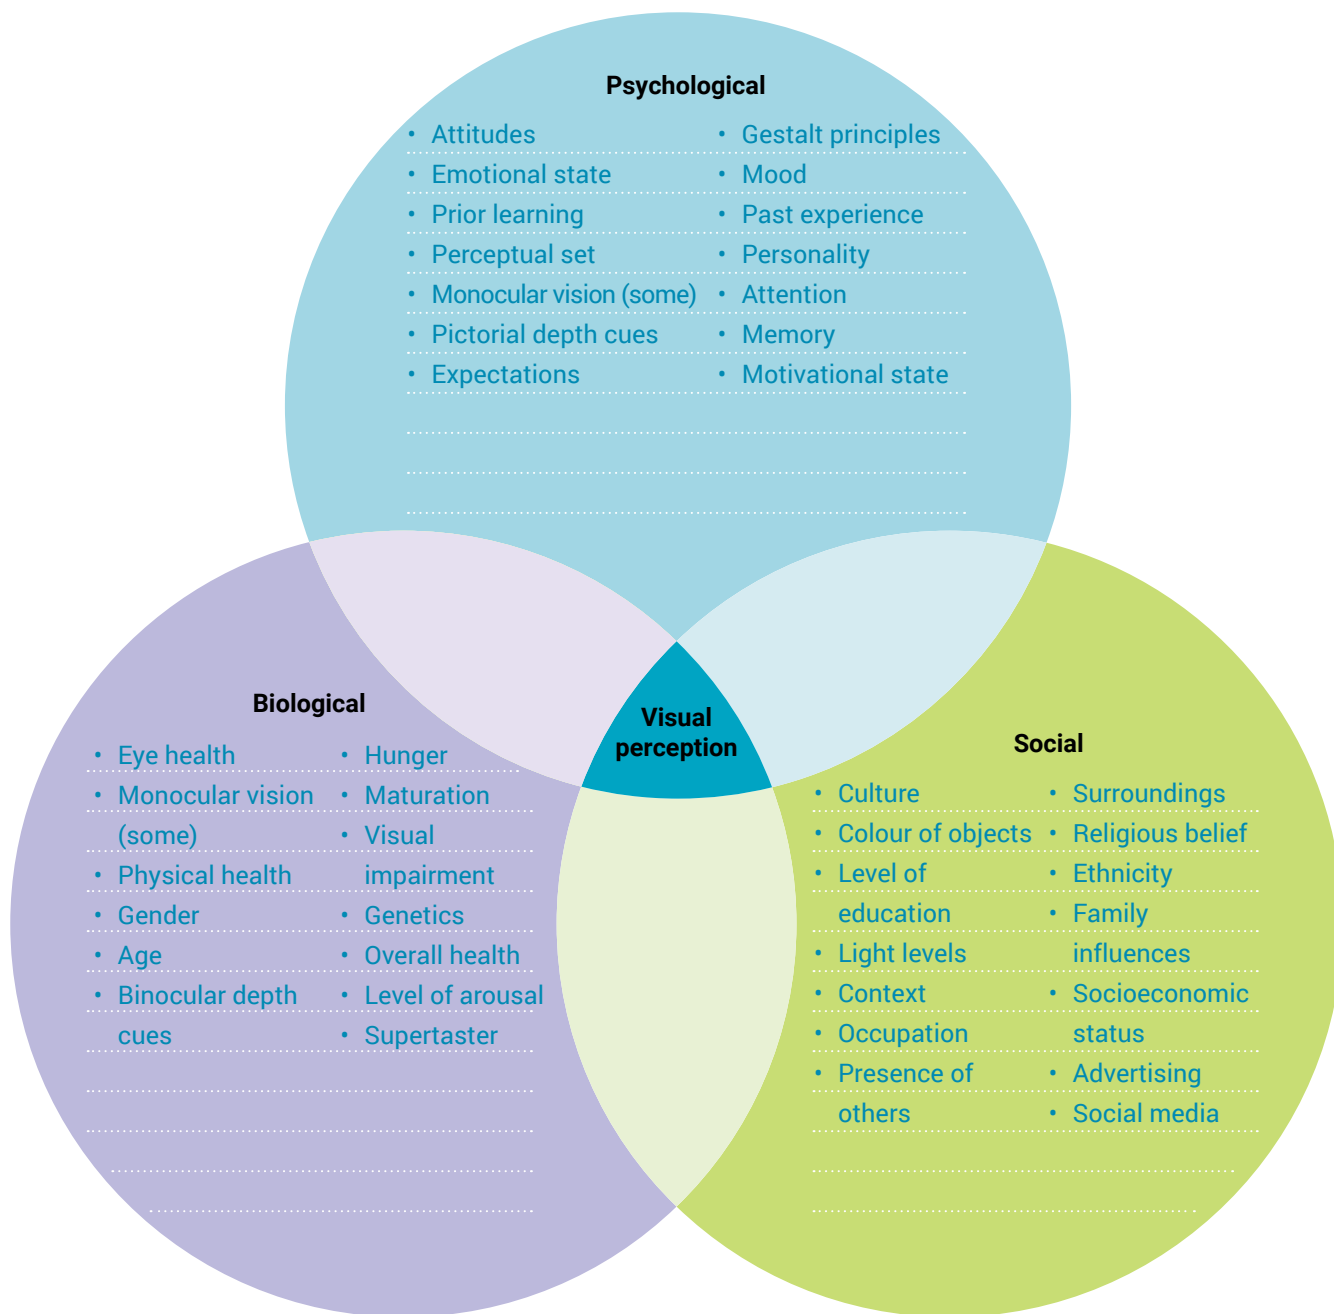 Psychological
• Attitudes
• Emotional state
• Prior learning
• Perceptual set
• Monocular vision (some)
• Pictorial depth cues
• Expectations
• Gestalt principles
• Mood
• Past experience
• Personality
• Attention
• Memory
• Motivational state
Visual
perception
Biological
• Eye health
• Monocular vision
(some)
• Physical health
• Gender
• Age
• Binocular depth
cues
• Hunger
• Maturation
• Visual
impairment
• Genetics
• Overall health
• Level of arousal
• Supertaster
Social
• Culture
• Colour of objects
• Level of
education
• Light levels
• Context
• Occupation
• Presence of
others
• Surroundings
• Religious belief
• Ethnicity
• Family
influences
• Socioeconomic
status
• Advertising
• Social media